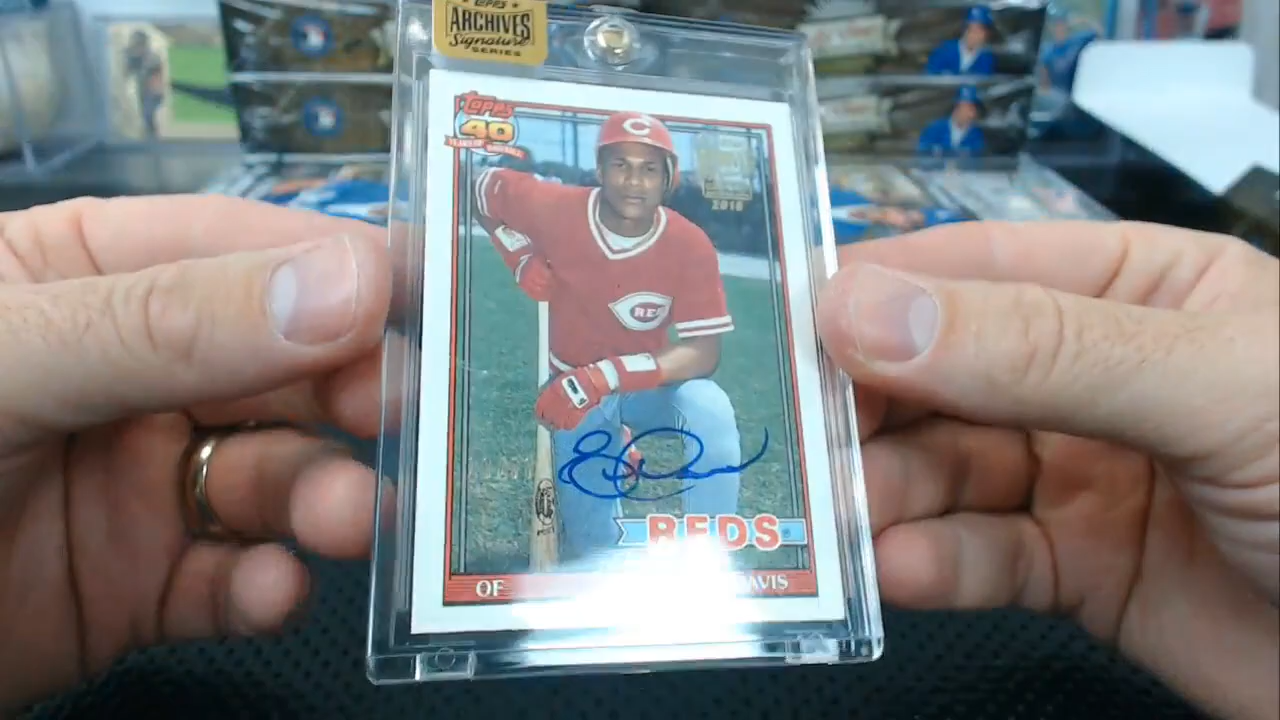 TOPPS
ARCHIVES
Signature
SERIES
Topps
40
YEARS OF BASEBALL
C
2016
REDS
REDS
OF
DAVIS